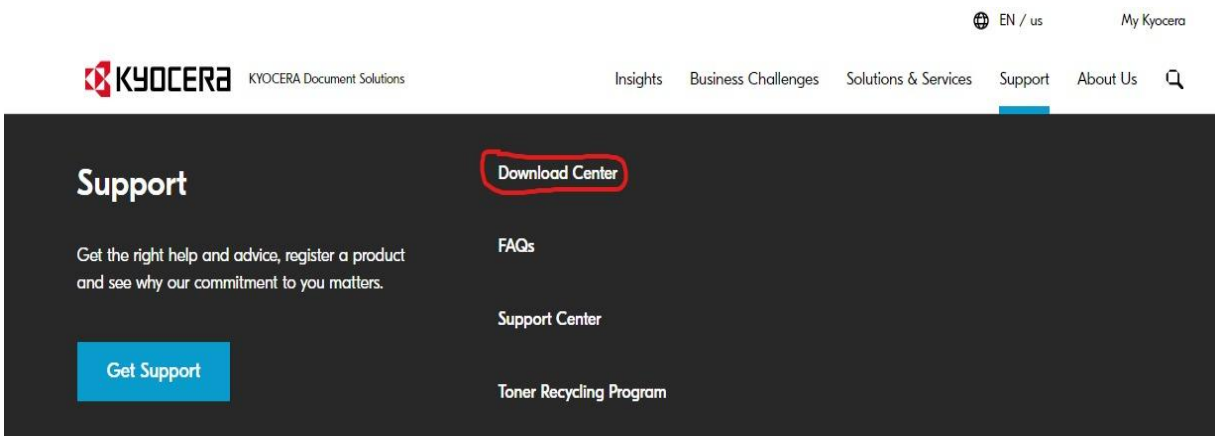 EN / us My Kyocera
KYOCERA KYOCERA Document Solutions Insights Business Challenges Solutions & Services Support About Us
Support
Get the right help and advice, register a product
and see why our commitment to you matters.
Get Support
Download Center
FAQs
Support Center
Toner Recycling Program